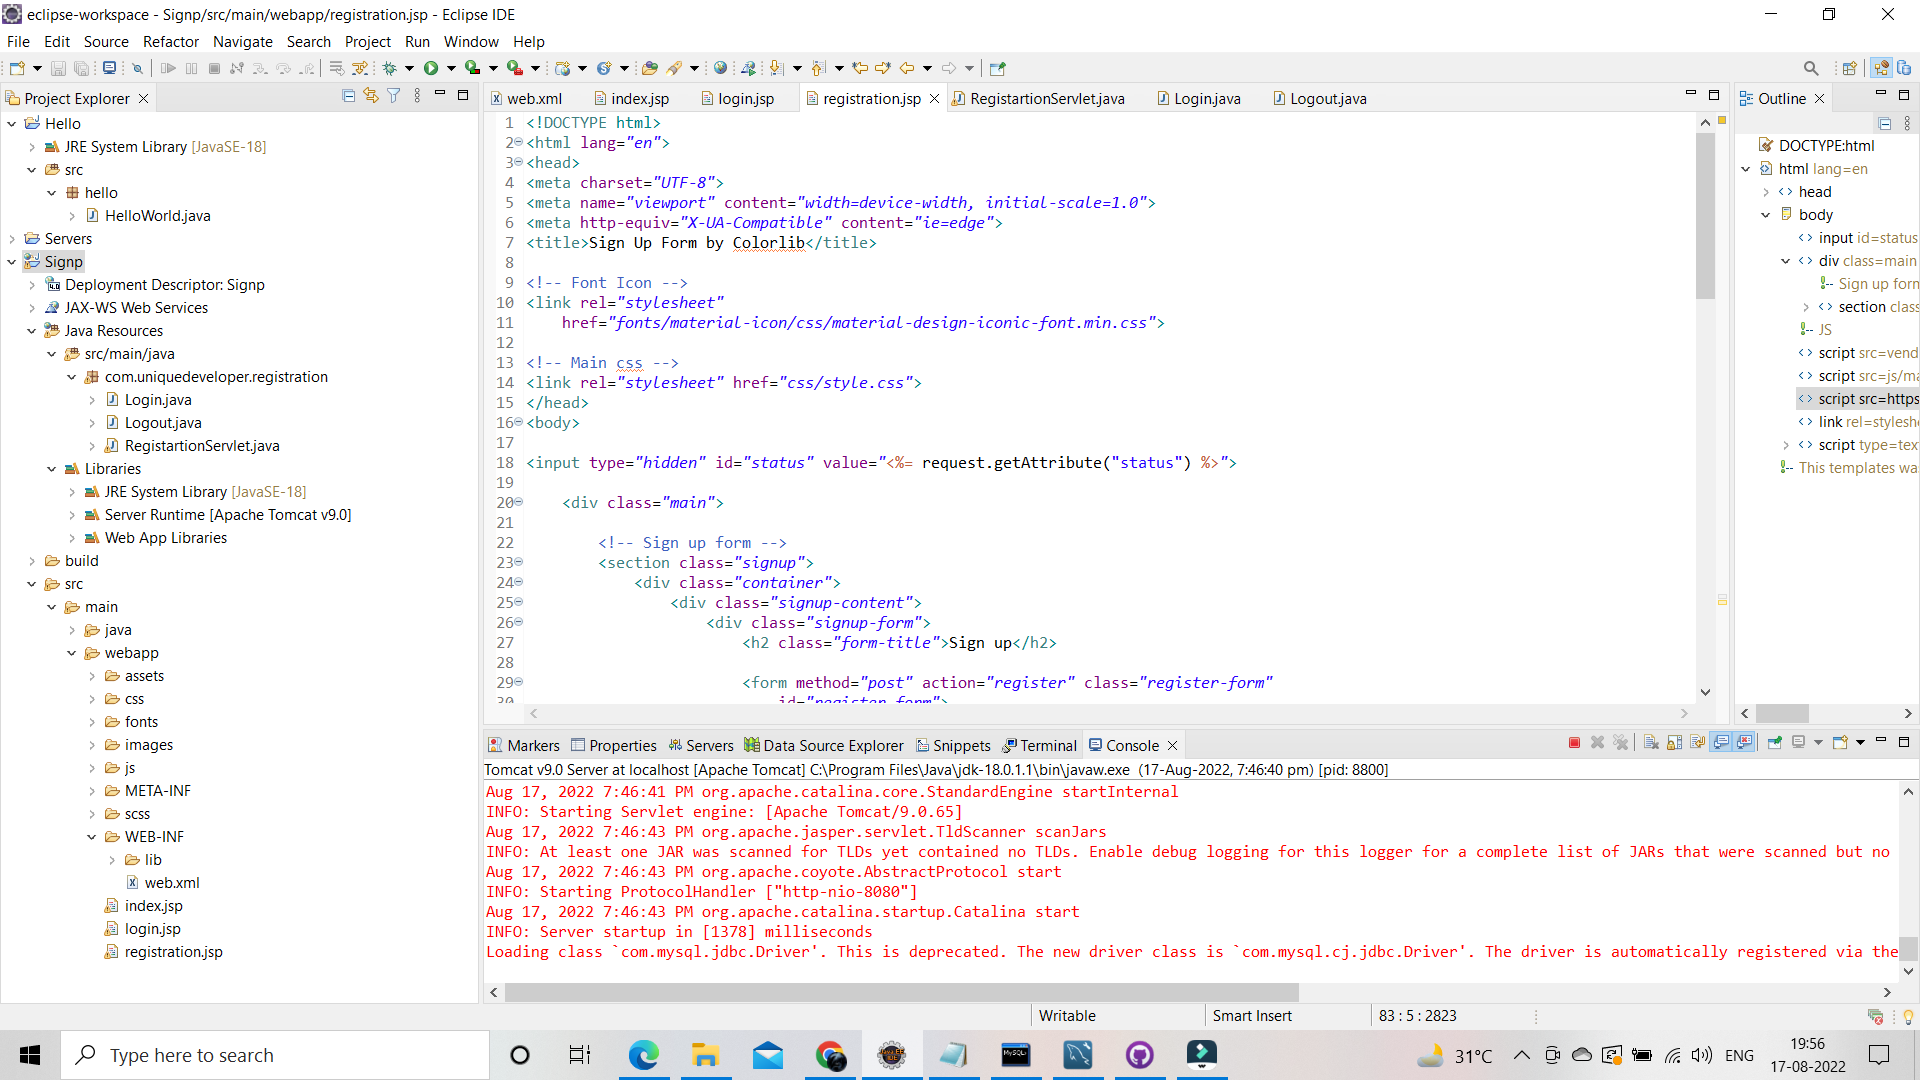 eclipse-workspace - Signp/src/main/webapp/registration.jsp - Eclipse IDE
File Edit Source Refactor Navigate Search Project Run Window Help
Project Explorer
Hello
JRE System Library [JavaSE-18]
src
hello
HelloWorld.java
Servers
Signp
Deployment Descriptor: Signp
JAX-WS Web Services
Java Resources
src/main/java
com.uniquedeveloper.registration
Login.java
Logout.java
RegistartionServlet.java
Libraries
JRE System Library [JavaSE-18]
Server Runtime [Apache Tomcat v9.0]
Web App Libraries
build
src
main
java
webapp
assets
css
fonts
images
js
META-INF
scss
WEB-INF
lib
web.xml
index.jsp
login.jsp
registration.jsp
web.xml index.jsp login.jsp registration.jsp RegistartionServlet.java Login.java Logout.java
1 <!DOCTYPE html>
2 <html lang="en">
3 <head>
4 <meta charset="UTF-8">
5 <meta name="viewport" content="width=device-width, initial-scale=1.0">
6 <meta http-equiv="X-UA-Compatible" content="ie=edge">
7 <title>Sign Up Form by Colorlib</title>
8
9 <!-- Font Icon -->
10 <link rel="stylesheet"
11 href="fonts/material-icon/css/material-design-iconic-font.min.css">
12
13 <!-- Main css -->
14 <link rel="stylesheet" href="css/style.css">
15 </head>
16 <body>
17
18 <input type="hidden" id="status" value="<%= request.getAttribute("status") %>">
19
20 <div class="main">
21
22 <!-- Sign up form -->
23 <section class="signup">
24 <div class="container">
25 <div class="signup-content">
26 <div class="signup-form">
27 <h2 class="form-title">Sign up</h2>
28
29 <form method="post" action="register" class="register-form"
30 id="register-form">
Outline
DOCTYPE:html
html lang=en
head
body
input id=status
div class=main
Sign up form
section class
JS
script src=vend
script src=js/ma
script src=https
link rel=stylesh
script type=tex
This templates wa
Markers Properties Servers Data Source Explorer Snippets Terminal Console
Tomcat v9.0 Server at localhost [Apache Tomcat] C:\Program Files\Java\jdk-18.0.1.1\bin\javaw.exe (17-Aug-2022, 7:46:40 pm) [pid: 8800]
Aug 17, 2022 7:46:41 PM org.apache.catalina.core.StandardEngine startInternal
INFO: Starting Servlet engine: [Apache Tomcat/9.0.65]
Aug 17, 2022 7:46:43 PM org.apache.jasper.servlet.TldScanner scanJars
INFO: At least one JAR was scanned for TLDs yet contained no TLDs. Enable debug logging for this logger for a complete list of JARs that were scanned but no
Aug 17, 2022 7:46:43 PM org.apache.coyote.AbstractProtocol start
INFO: Starting ProtocolHandler ["http-nio-8080"]
Aug 17, 2022 7:46:43 PM org.apache.catalina.startup.Catalina start
INFO: Server startup in [1378] milliseconds
Loading class `com.mysql.jdbc.Driver'. This is deprecated. The new driver class is `com.mysql.cj.jdbc.Driver'. The driver is automatically registered via the
Writable Smart Insert 83 : 5 : 2823
Type here to search
31°C ENG
19:56
17-08-2022